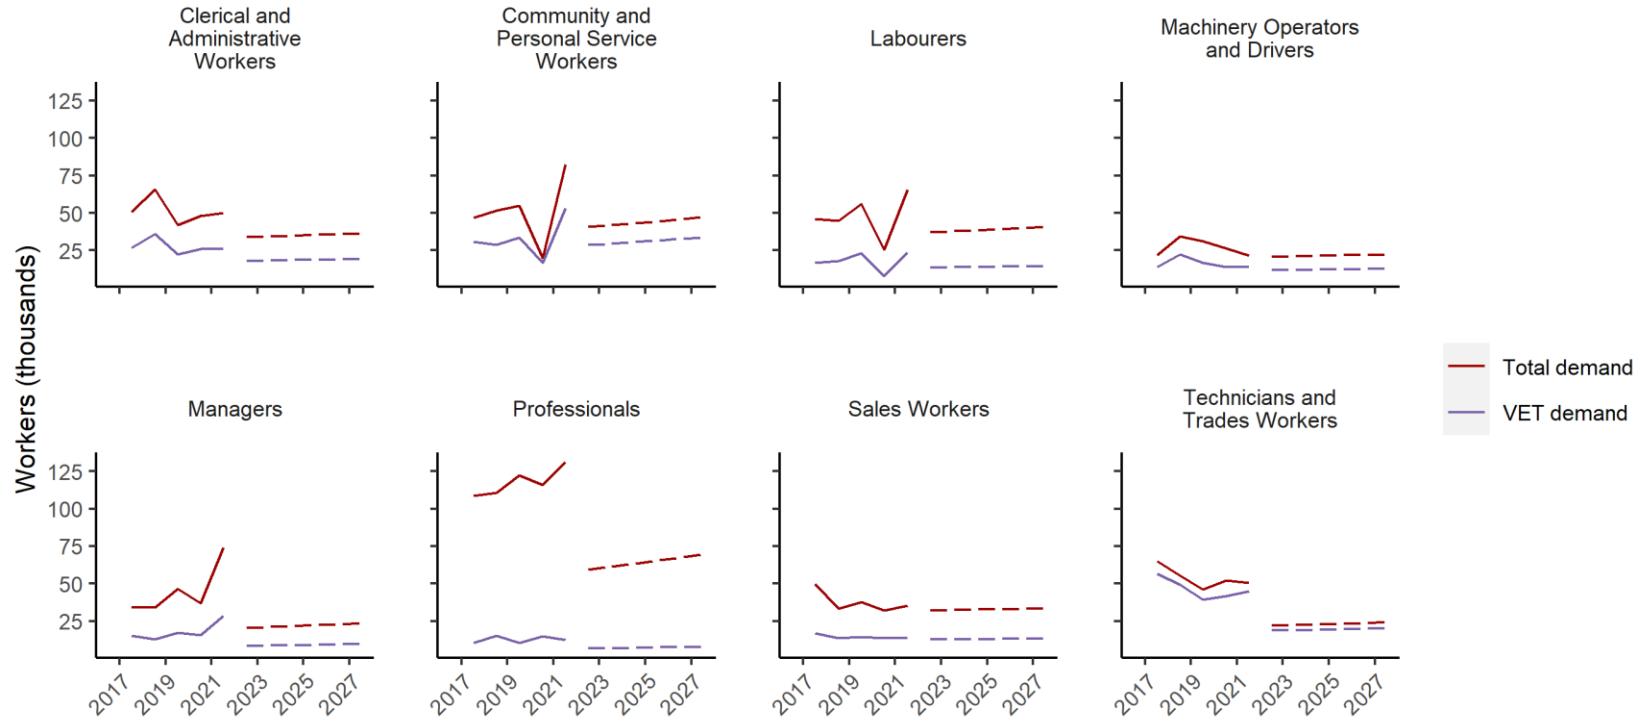 Clerical and
Administrative
Workers
Community and
Personal Service
Workers
Labourers
Machinery Operators
and Drivers
125
100
75
50
25
Workers (thousands)
Managers
Professionals
Sales Workers
Technicians and
Trades Workers
125
100
75
50
25
2017
2019
2021
2023
2025
2027
2017
2019
2021
2023
2025
2027
2017
2019
2021
2023
2025
2027
2017
2019
2021
2023
2025
2027
Total demand
VET demand